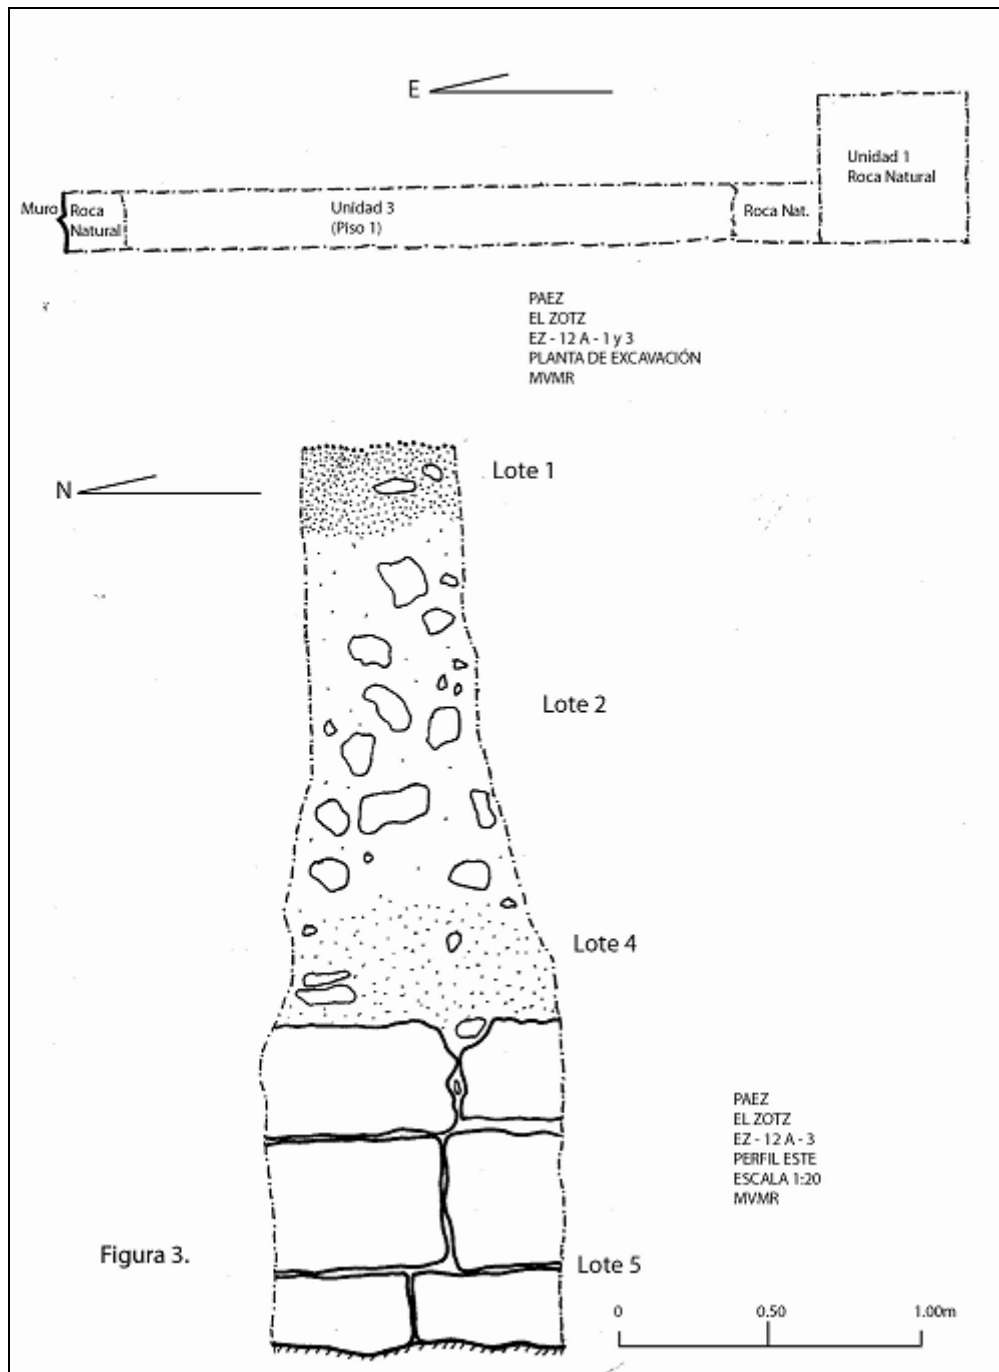 E
Unidad 1
Roca Natural
Muro
Roca
Natural
Unidad 3
(Piso 1)
Roca Nat.
PAEZ
EL ZOTZ
EZ - 12 A - 1 y 3
PLANTA DE EXCAVACIÓN
MVMR
Lote 1
N
Lote 2
Lote 4
PAEZ
EL ZOTZ
EZ - 12 A - 3
PERFIL ESTE
ESCALA 1:20
MVMR
Figura 3.
Lote 5
0 0.50 1.00m